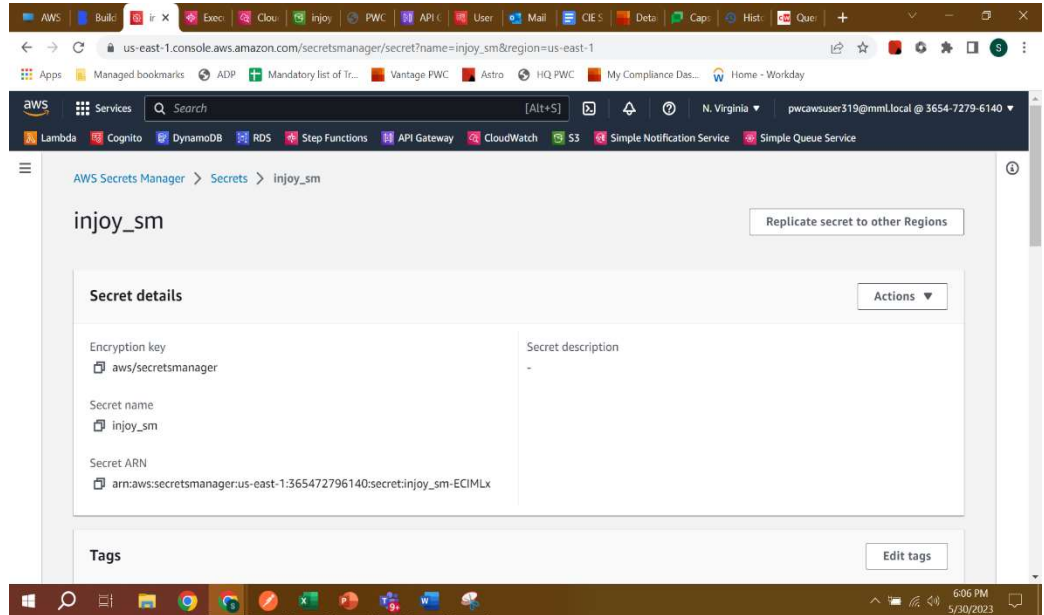 AWS Build ir Exec Clou injoy PWC API ( User Mail CIE S Deta Caps Histo Que
us-east-1.console.aws.amazon.com/secretsmanager/secret?name=injoy_sm&region=us-east-1 S
Apps Managed bookmarks ADP Mandatory list of Tr... Vantage PWC Astro HQ PWC My Compliance Das... Home - Workday
aws Services Search [Alt+S] N. Virginia ▼ pwcawsuser319@mml.local @ 3654-7279-6140 ▼
Lambda Cognito DynamoDB RDS Step Functions API Gateway CloudWatch S3 Simple Notification Service Simple Queue Service
AWS Secrets Manager > Secrets > injoy_sm
injoy_sm
Replicate secret to other Regions
Secret details
Actions ▼
Encryption key
aws/secretsmanager
Secret description
-
Secret name
injoy_sm
Secret ARN
arn:aws:secretsmanager:us-east-1:365472796140:secret:injoy_sm-ECIMLx
Tags
Edit tags
6:06 PM
5/30/2023